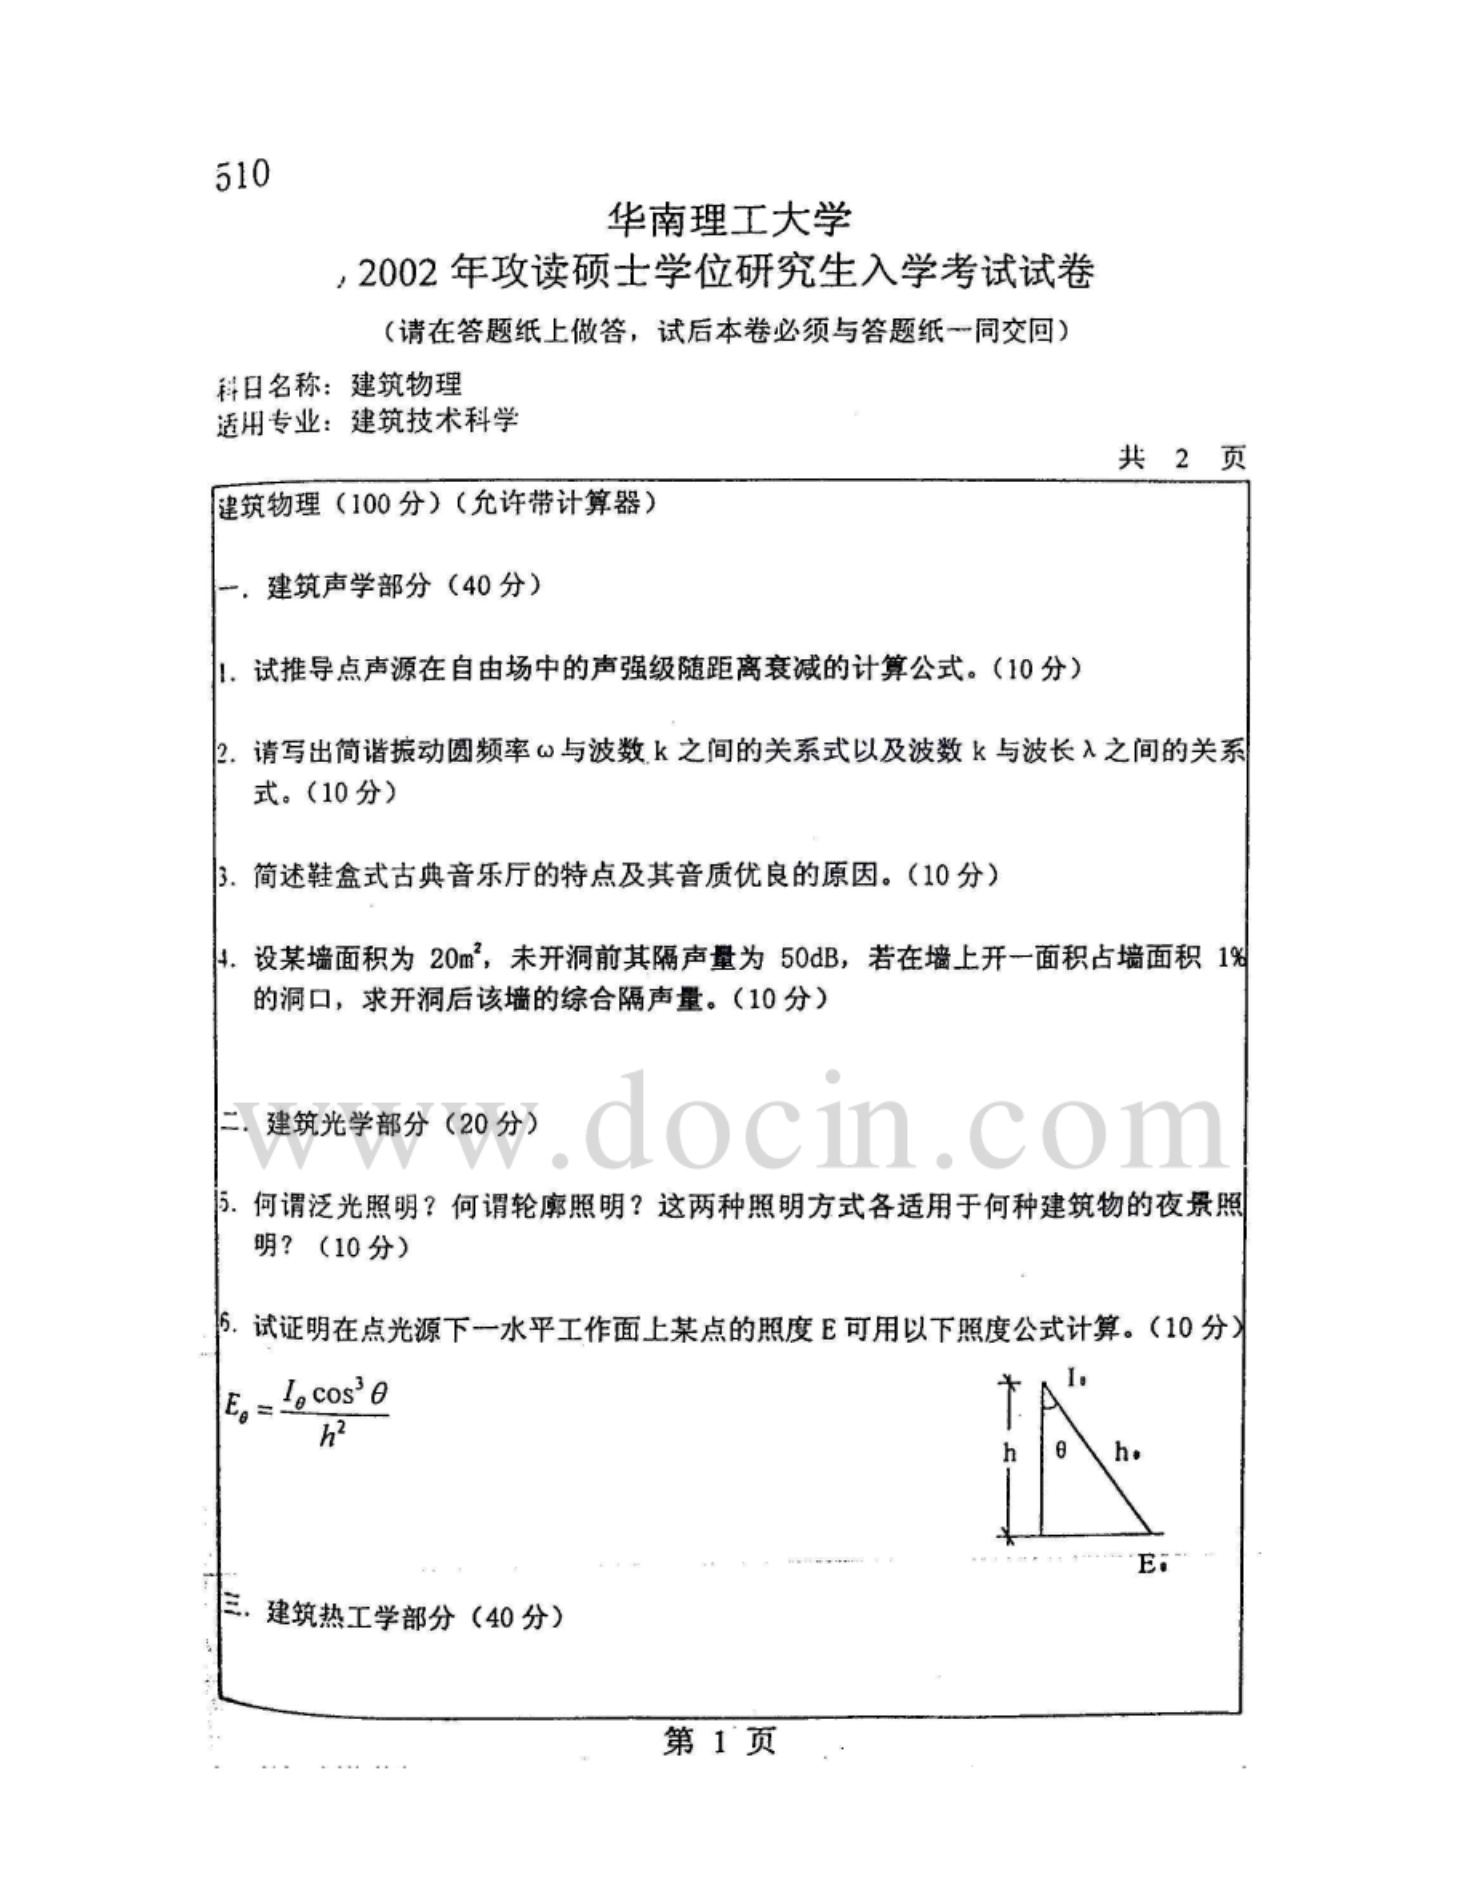 510
华南理工大学
2002 年攻读硕士学位研究生入学考试试卷
（请在答题纸上做答，试后本卷必须与答题纸一同交回）
科目名称：建筑物理
适用专业：建筑技术科学
共 2 页
建筑物理（100 分）（允许带计算器）
一. 建筑声学部分（40 分）
1. 试推导点声源在自由场中的声强级随距离衰减的计算公式。（10 分）
2. 请写出简谐振动圆频率 ω 与波数 k 之间的关系式以及波数 k 与波长 λ 之间的关系
式。（10 分）
3. 简述鞋盒式古典音乐厅的特点及其音质优良的原因。（10 分）
4. 设某墙面积为 20m²，未开洞前其隔声量为 50dB，若在墙上开一面积占墙面积 1%
的洞口，求开洞后该墙的综合隔声量。（10 分）
www.docin.com
二. 建筑光学部分（20 分）
5. 何谓泛光照明？何谓轮廓照明？这两种照明方式各适用于何种建筑物的夜景照
明？（10 分）
6. 试证明在点光源下一水平工作面上某点的照度 E 可用以下照度公式计算。（10 分）
E_θ = I_θ cos³ θ / h²
I_θ
h θ h_θ
E_θ
三. 建筑热工学部分（40 分）
第 1 页